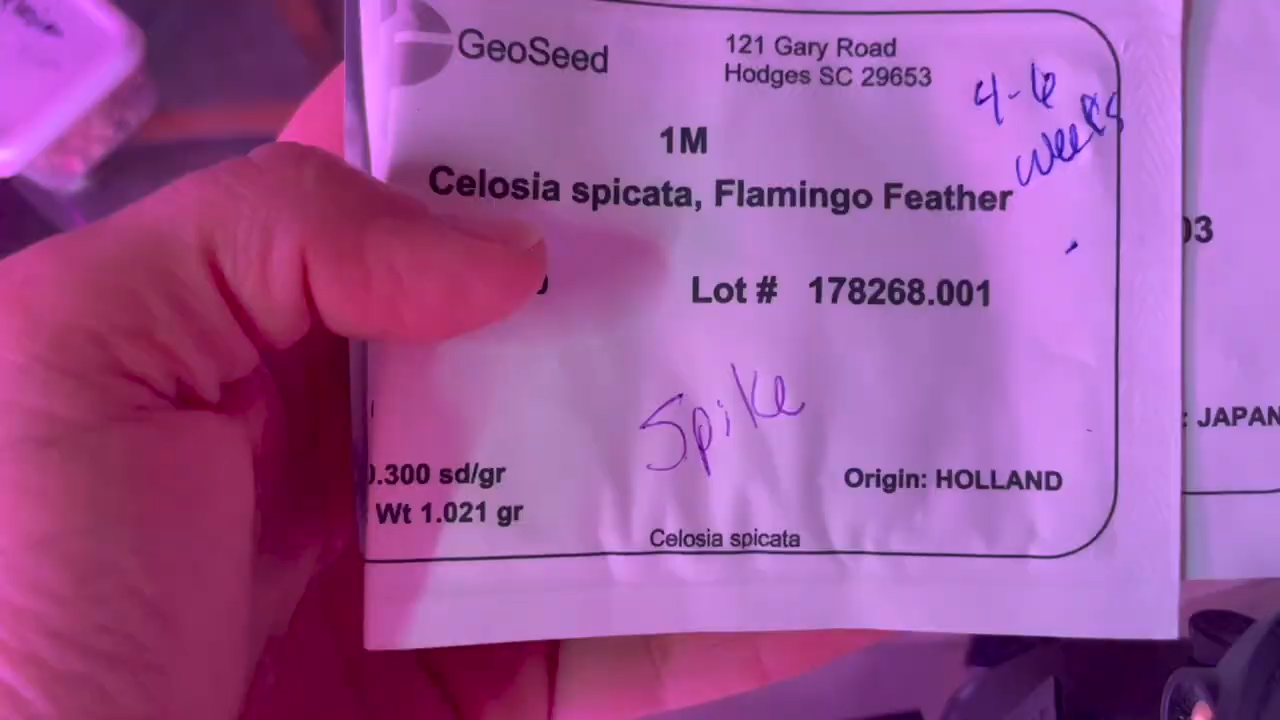 GeoSeed
121 Gary Road
Hodges SC 29653
4-6
weeks
1M
Celosia spicata, Flamingo Feather
Lot # 178268.001
03
Spike
: JAPAN
.300 sd/gr
Wt 1.021 gr
Origin: HOLLAND
Celosia spicata